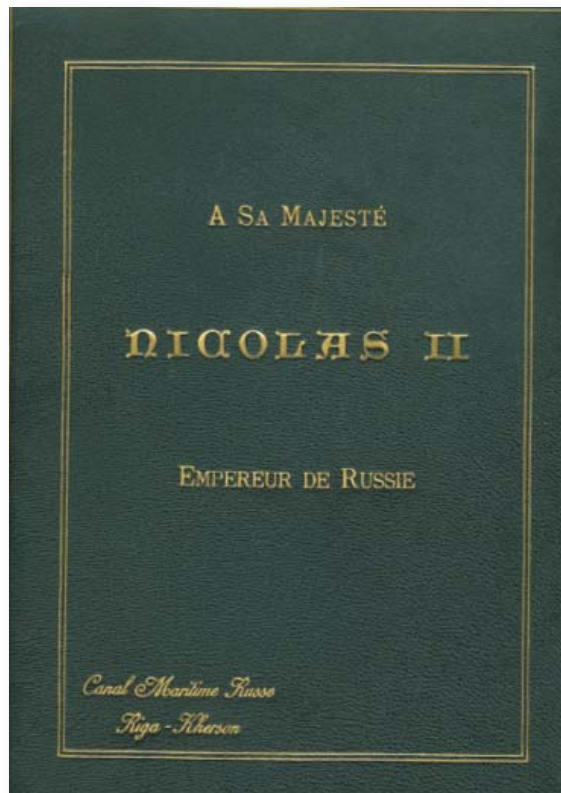 A SA MAJESTÉ
NICOLAS II
EMPEREUR DE RUSSIE
Canal Maritime Russe
Riga - Kherson